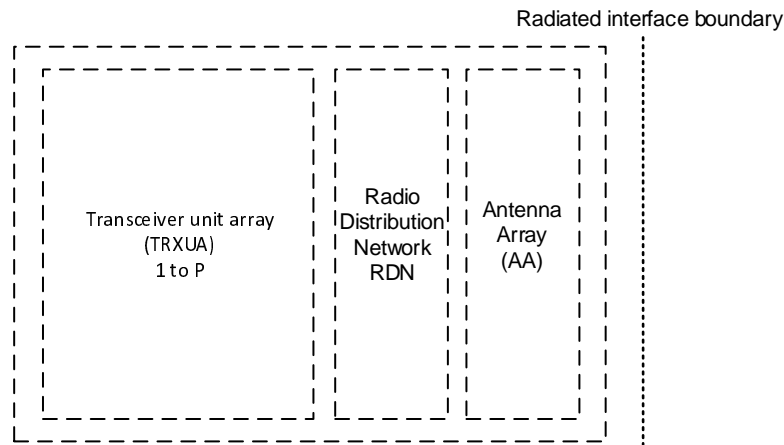 Radiated interface boundary
Transceiver unit array
(TRXUA)
1 to P
Radio
Distribution
Network
RDN
Antenna
Array
(AA)